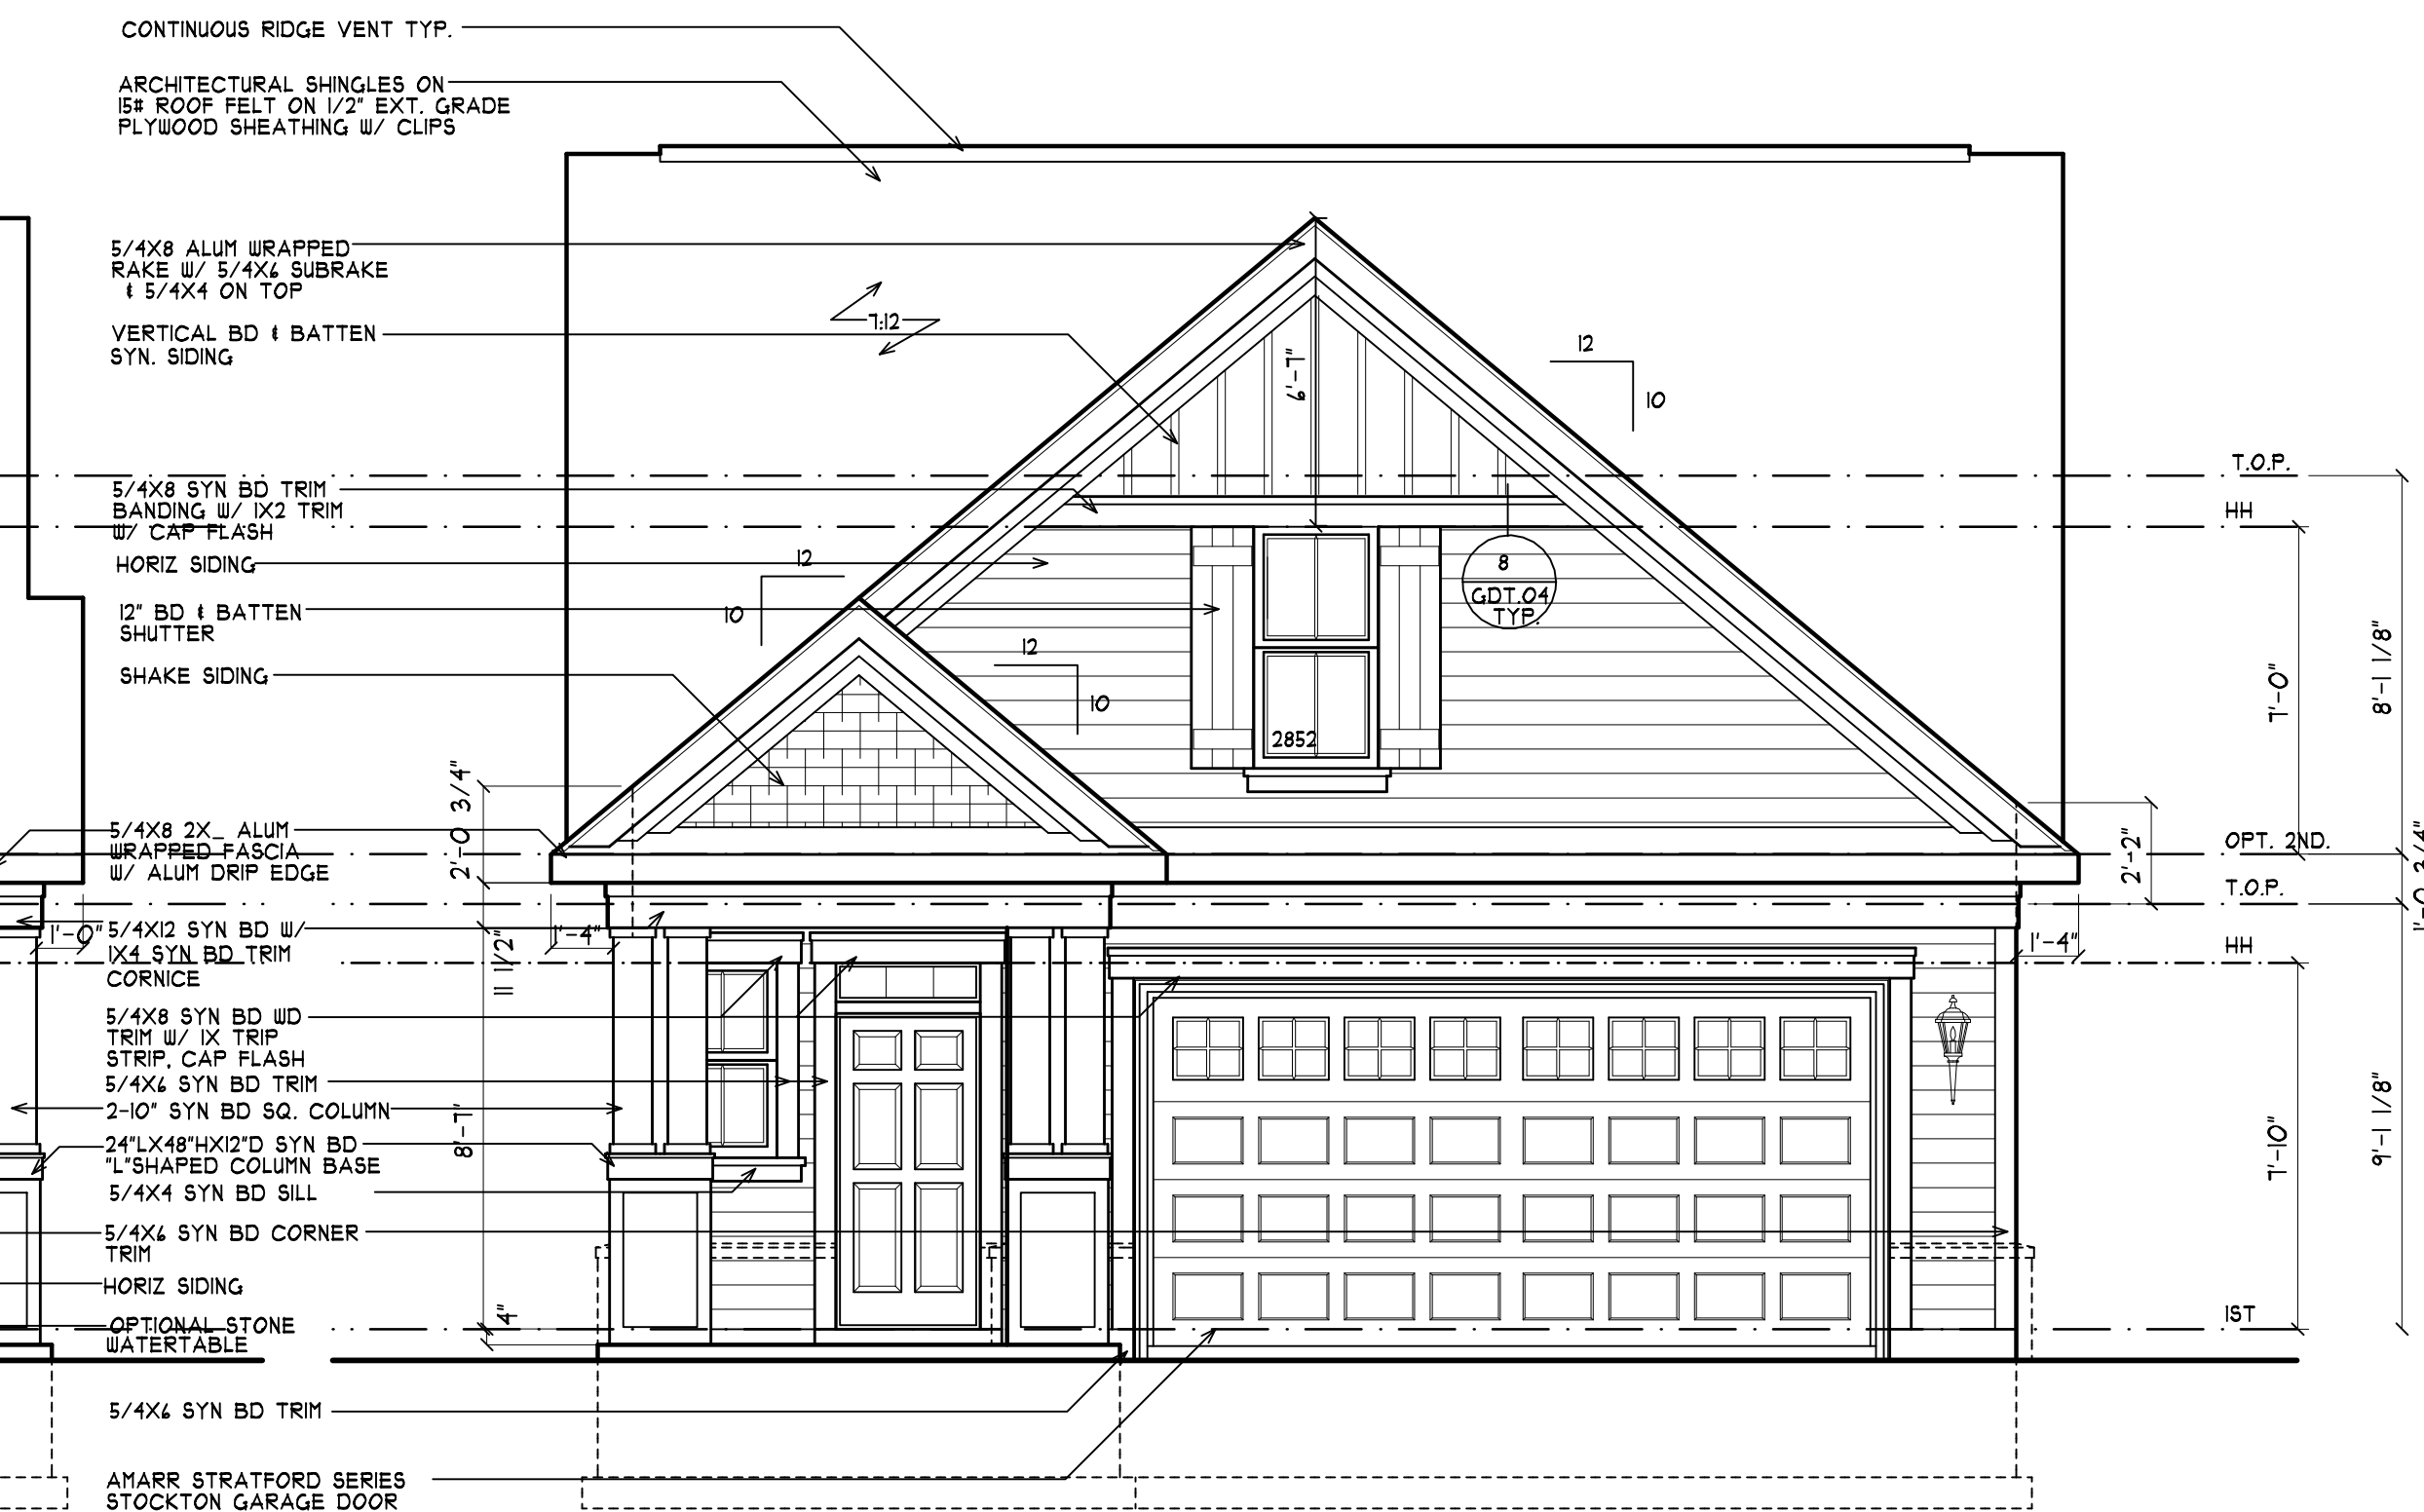 CONTINUOUS RIDGE VENT TYP.
ARCHITECTURAL SHINGLES ON
15# ROOF FELT ON 1/2" EXT. GRADE
PLYWOOD SHEATHING W/ CLIPS
5/4X8 ALUM WRAPPED
RAKE W/ 5/4X6 SUBRAKE
& 5/4X4 ON TOP
VERTICAL BD & BATTEN
SYN. SIDING
5/4X8 SYN BD TRIM
BANDING W/ 1X2 TRIM
W/ CAP FLASH
HORIZ SIDING
12" BD & BATTEN
SHUTTER
SHAKE SIDING
5/4X8 2X_ ALUM
WRAPPED FASCIA
W/ ALUM DRIP EDGE
5/4X12 SYN BD W/
1X4 SYN BD TRIM
CORNICE
5/4X8 SYN BD WD
TRIM W/ 1X TRIP
STRIP, CAP FLASH
5/4X6 SYN BD TRIM
2-10" SYN BD SQ. COLUMN
24"LX48"HX12"D SYN BD
"L"SHAPED COLUMN BASE
5/4X4 SYN BD SILL
5/4X6 SYN BD CORNER
TRIM
HORIZ SIDING
OPTIONAL STONE
WATERTABLE
5/4X6 SYN BD TRIM
AMARR STRATFORD SERIES
STOCKTON GARAGE DOOR
1'-0"
2'-0 3/4"
11 1/2"
8'-7"
4"
1'-4"
7:12
12
10
12
10
12
10
6'-7"
2852
8
GDT.04
TYP.
T.O.P.
HH
OPT. 2ND.
T.O.P.
HH
1ST
2'-2"
1'-4"
7'-0"
7'-10"
8'-1 1/8"
1'-0 3/4"
9'-1 1/8"